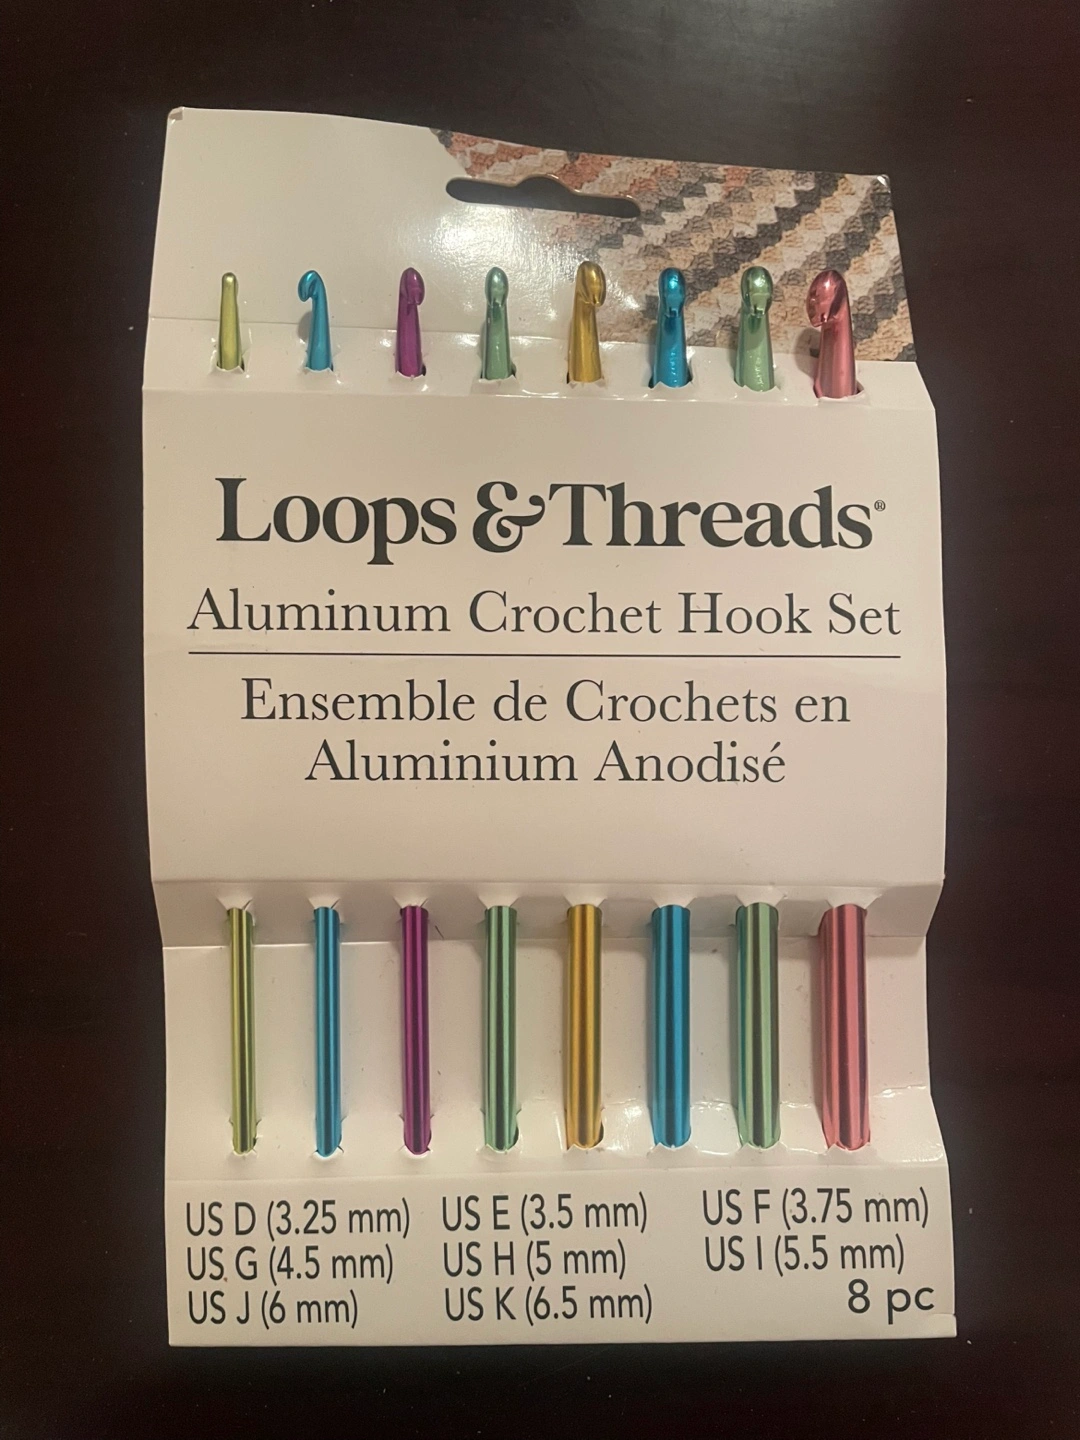 Loops & Threads®
Aluminum Crochet Hook Set
Ensemble de Crochets en
Aluminium Anodisé
US D (3.25 mm) US E (3.5 mm) US F (3.75 mm)
US G (4.5 mm) US H (5 mm) US I (5.5 mm)
US J (6 mm) US K (6.5 mm) 8 pc